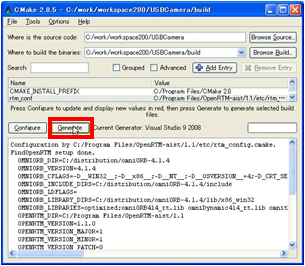 CMake 2.8.5 - C:/work/workspace200/USBCamera/build
File Tools Options Help
Where is the source code: C:/work/workspace200/USBCamera Browse Source...
Where to build the binaries: C:/work/workspace200/USBCamera/build Browse Build...
Search: Grouped Advanced Add Entry Remove Entry
Name Value
CMAKE_INSTALL_PREFIX C:/Program Files/CMake 2.8
rtm_conf C:/Program Files/OpenRTM-aist/1.1/etc/rtm_
Press Configure to update and display new values in red, then press Generate to generate selected build
files.
Configure Generate Current Generator: Visual Studio 9 2008
Configuration by C:/Program Files/OpenRTM-aist/1.1/etc/rtm_config.cmake.
FindOpenRTM setup done.
OMNIORB_DIR=C:/distribution/omniORB-4.1.4
OMNIORB_VERSION=4.1.4
OMNIORB_CFLAGS=-D_WIN32__;-D__x86__;-D__NT__;-D__OSVERSION__=4;-D_CRT_SE
OMNIORB_INCLUDE_DIRS=C:/distribution/omniORB-4.1.4/include
OMNIORB_LDFLAGS=
OMNIORB_LIBRARY_DIRS=C:/distribution/omniORB-4.1.4/lib/x86_win32
OMNIORB_LIBRARIES=optimized;omniORB414_rt.lib omniDynamic414_rt.lib omnit
OPENRTM_DIR=C:/Program Files/OpenRTM-aist/1.1
OPENRTM_VERSION=1.1.0
OPENRTM_VERSION_MAJOR=1
OPENRTM_VERSION_MINOR=1
OPENRTM_VERSION_PATCH=0